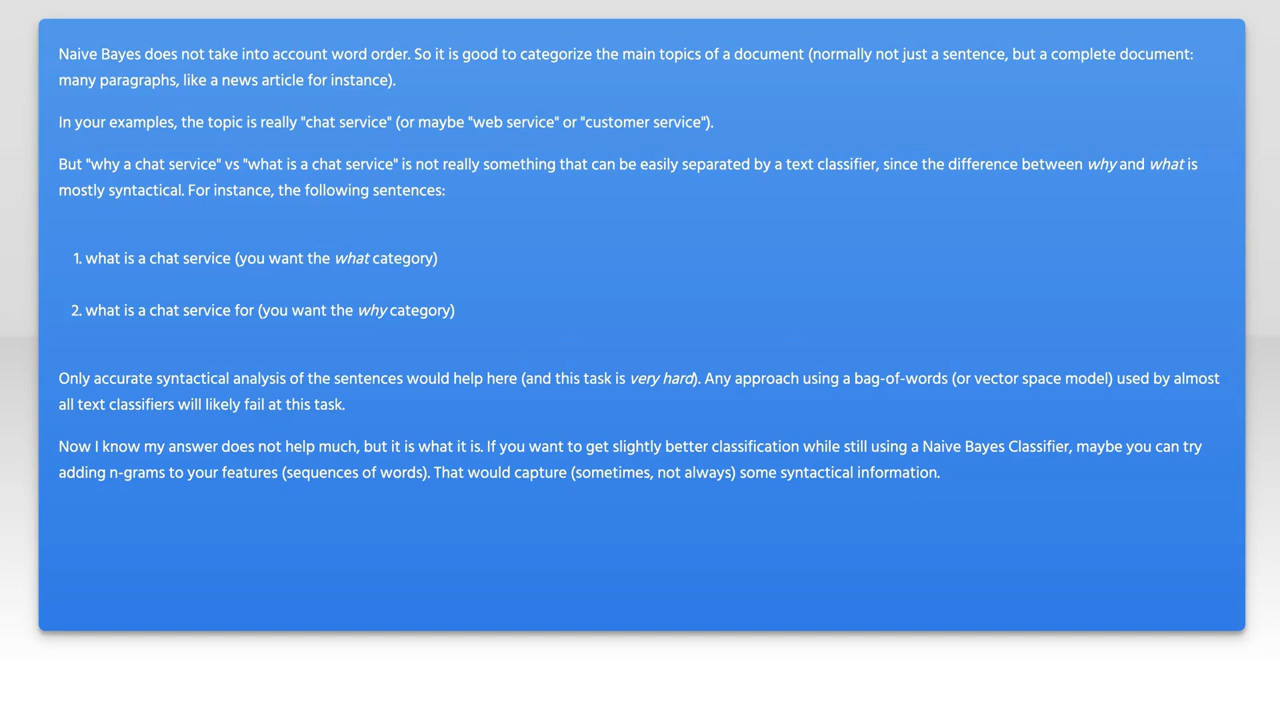 Naive Bayes does not take into account word order. So it is good to categorize the main topics of a document (normally not just a sentence, but a complete document:
many paragraphs, like a news article for instance).
In your examples, the topic is really "chat service" (or maybe "web service" or "customer service").
But "why a chat service" vs "what is a chat service" is not really something that can be easily separated by a text classifier, since the difference between why and what is
mostly syntactical. For instance, the following sentences:
1. what is a chat service (you want the what category)
2. what is a chat service for (you want the why category)
Only accurate syntactical analysis of the sentences would help here (and this task is very hard). Any approach using a bag-of-words (or vector space model) used by almost
all text classifiers will likely fail at this task.
Now I know my answer does not help much, but it is what it is. If you want to get slightly better classification while still using a Naive Bayes Classifier, maybe you can try
adding n-grams to your features (sequences of words). That would capture (sometimes, not always) some syntactical information.